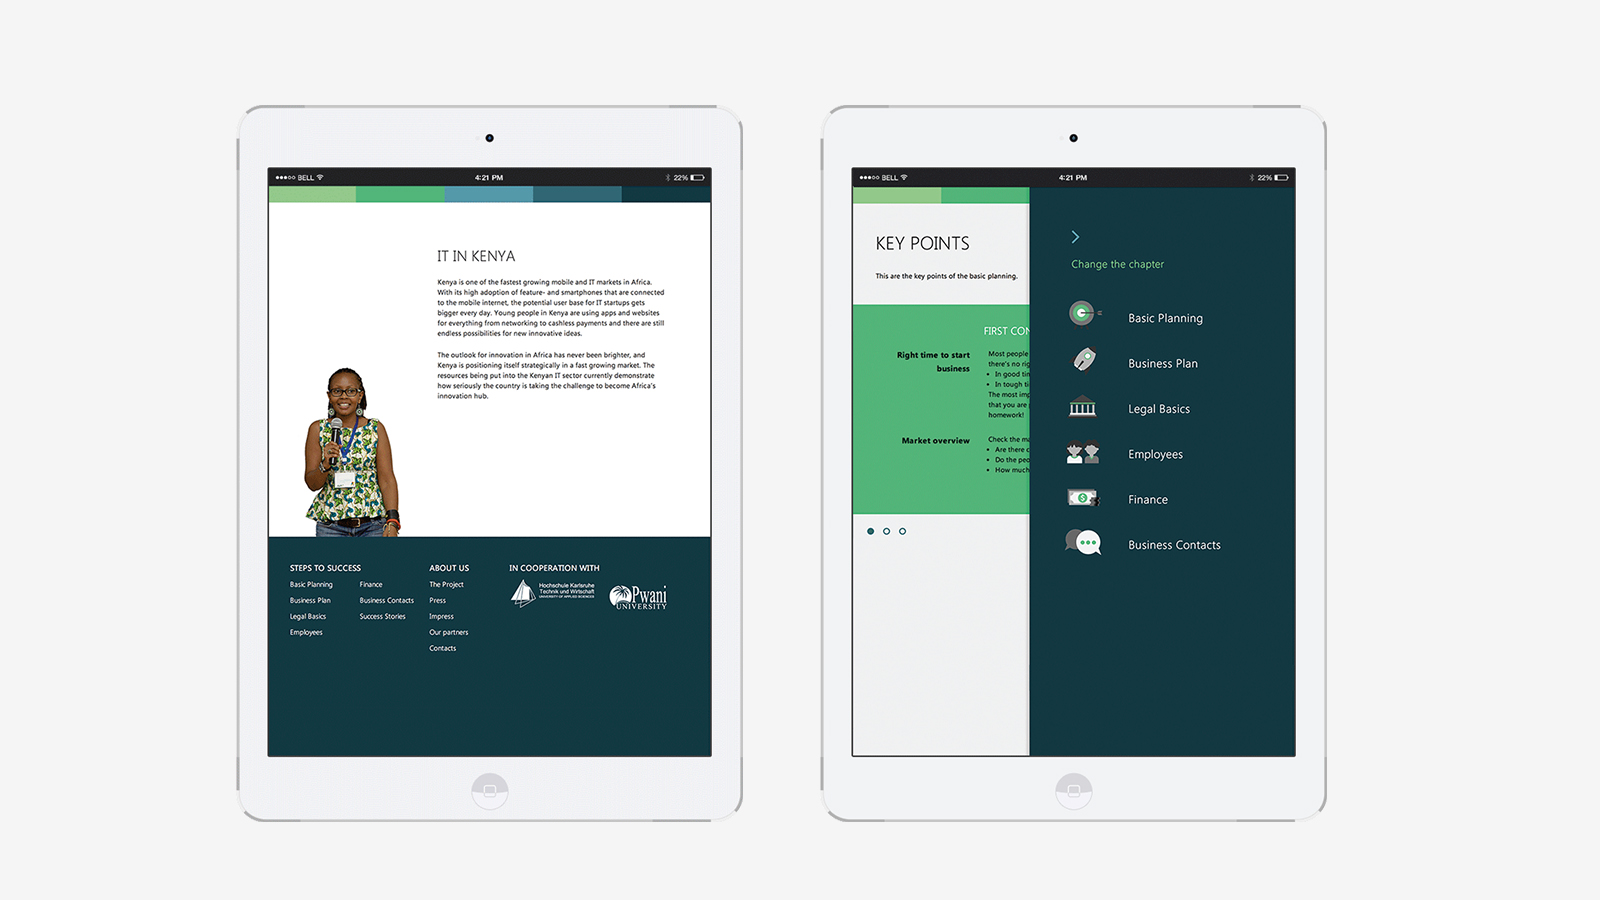 BELL
4:21 PM
22%
IT IN KENYA
Kenya is one of the fastest growing mobile and IT markets in Africa.
With its high adoption of feature- and smartphones that are connected
to the mobile internet, the potential user base for IT startups gets
bigger every day. Young people in Kenya are using apps and websites
for everything from networking to cashless payments and there are still
endless possibilities for new innovative ideas.
The outlook for innovation in Africa has never been brighter, and
Kenya is positioning itself strategically in a fast growing market. The
resources being put into the Kenyan IT sector currently demonstrate
how seriously the country is taking the challenge to become Africa's
innovation hub.
STEPS TO SUCCESS
Basic Planning
Business Plan
Legal Basics
Employees
Finance
Business Contacts
Success Stories
ABOUT US
The Project
Press
Impress
Our partners
Contacts
IN COOPERATION WITH
Hochschule Karlsruhe
Technik und Wirtschaft
UNIVERSITY OF APPLIED SCIENCES
Pwani
UNIVERSITY
BELL
4:21 PM
22%
KEY POINTS
This are the key points of the basic planning.
FIRST CON
Right time to start
business
Most people
there's no rig
• In good tim
• In tough ti
The most imp
that you are
homework!
Market overview
Check the ma
• Are there c
• Do the peo
• How much
Change the chapter
Basic Planning
Business Plan
Legal Basics
Employees
Finance
Business Contacts